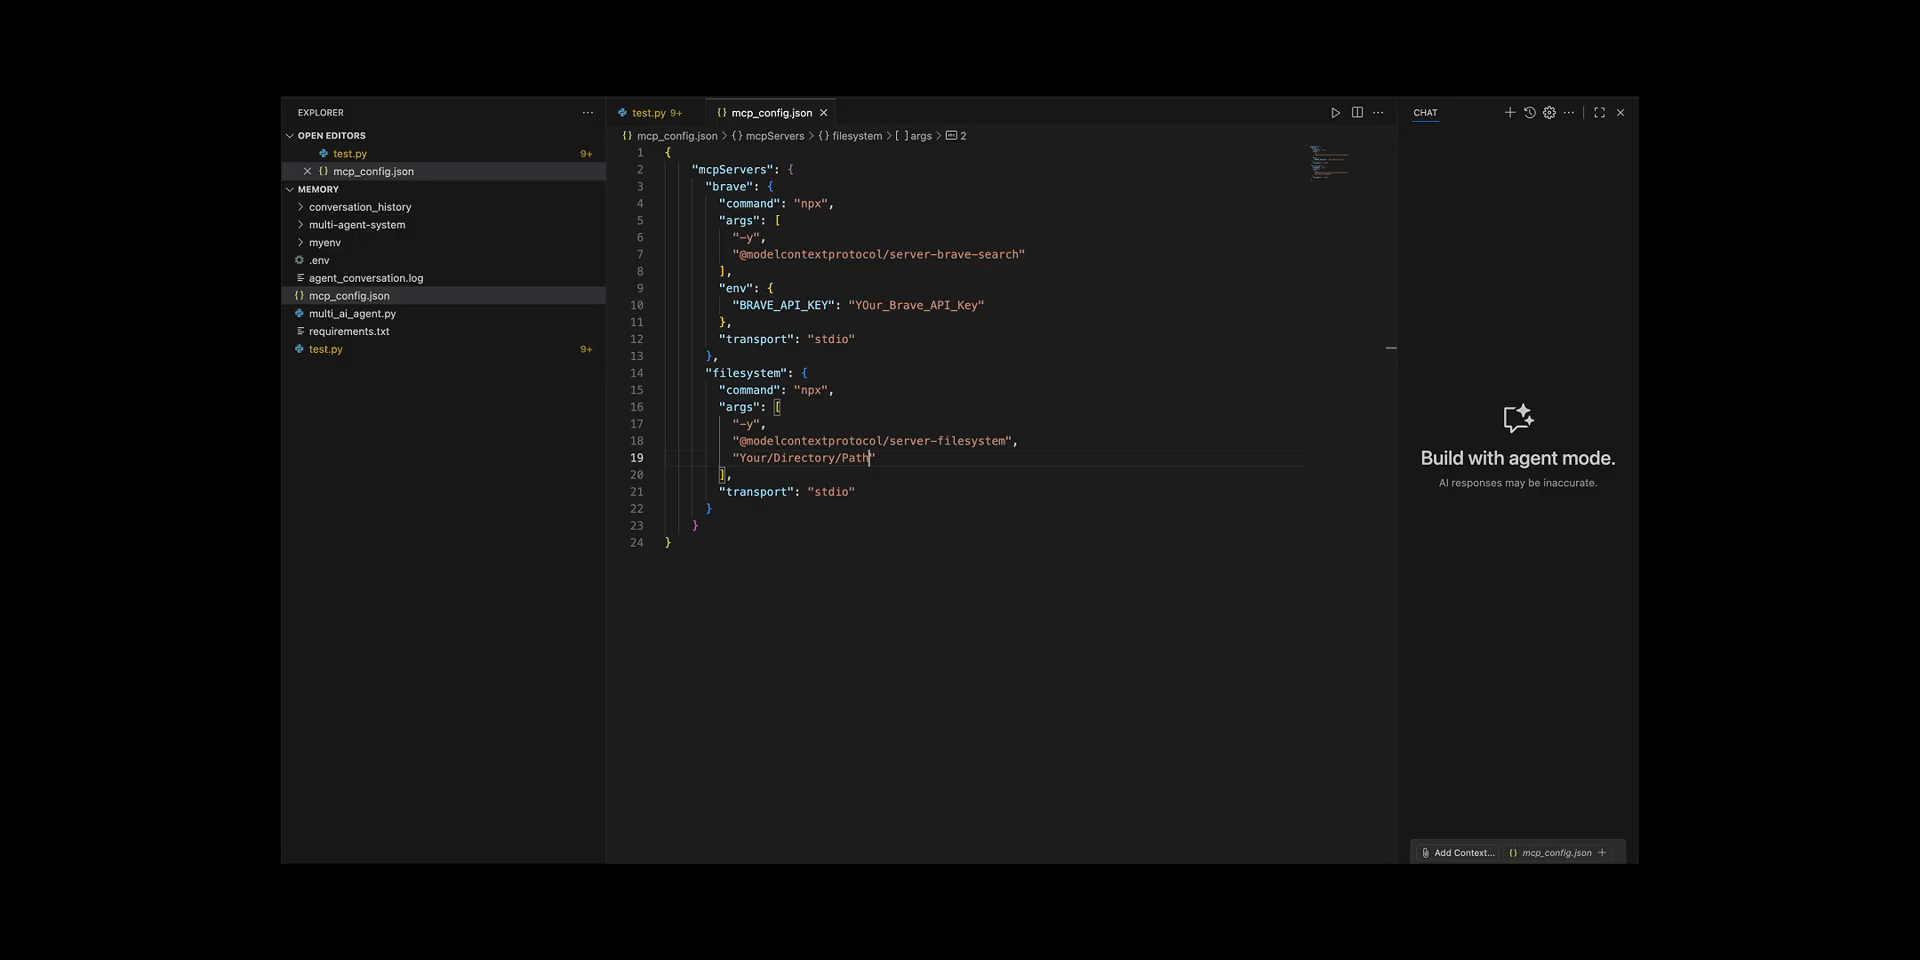 EXPLORER
OPEN EDITORS
test.py 9+
mcp_config.json
MEMORY
conversation_history
multi-agent-system
myenv
.env
agent_conversation.log
mcp_config.json
multi_ai_agent.py
requirements.txt
test.py 9+
test.py 9+ mcp_config.json
{} mcp_config.json > {} mcpServers > {} filesystem > [ ] args > 2
1 {
2 "mcpServers": {
3 "brave": {
4 "command": "npx",
5 "args": [
6 "-y",
7 "@modelcontextprotocol/server-brave-search"
8 ],
9 "env": {
10 "BRAVE_API_KEY": "YOur_Brave_API_Key"
11 },
12 "transport": "stdio"
13 },
14 "filesystem": {
15 "command": "npx",
16 "args": [
17 "-y",
18 "@modelcontextprotocol/server-filesystem",
19 "Your/Directory/Path"
20 ],
21 "transport": "stdio"
22 }
23 }
24 }
CHAT
Build with agent mode.
AI responses may be inaccurate.
Add Context... {} mcp_config.json +